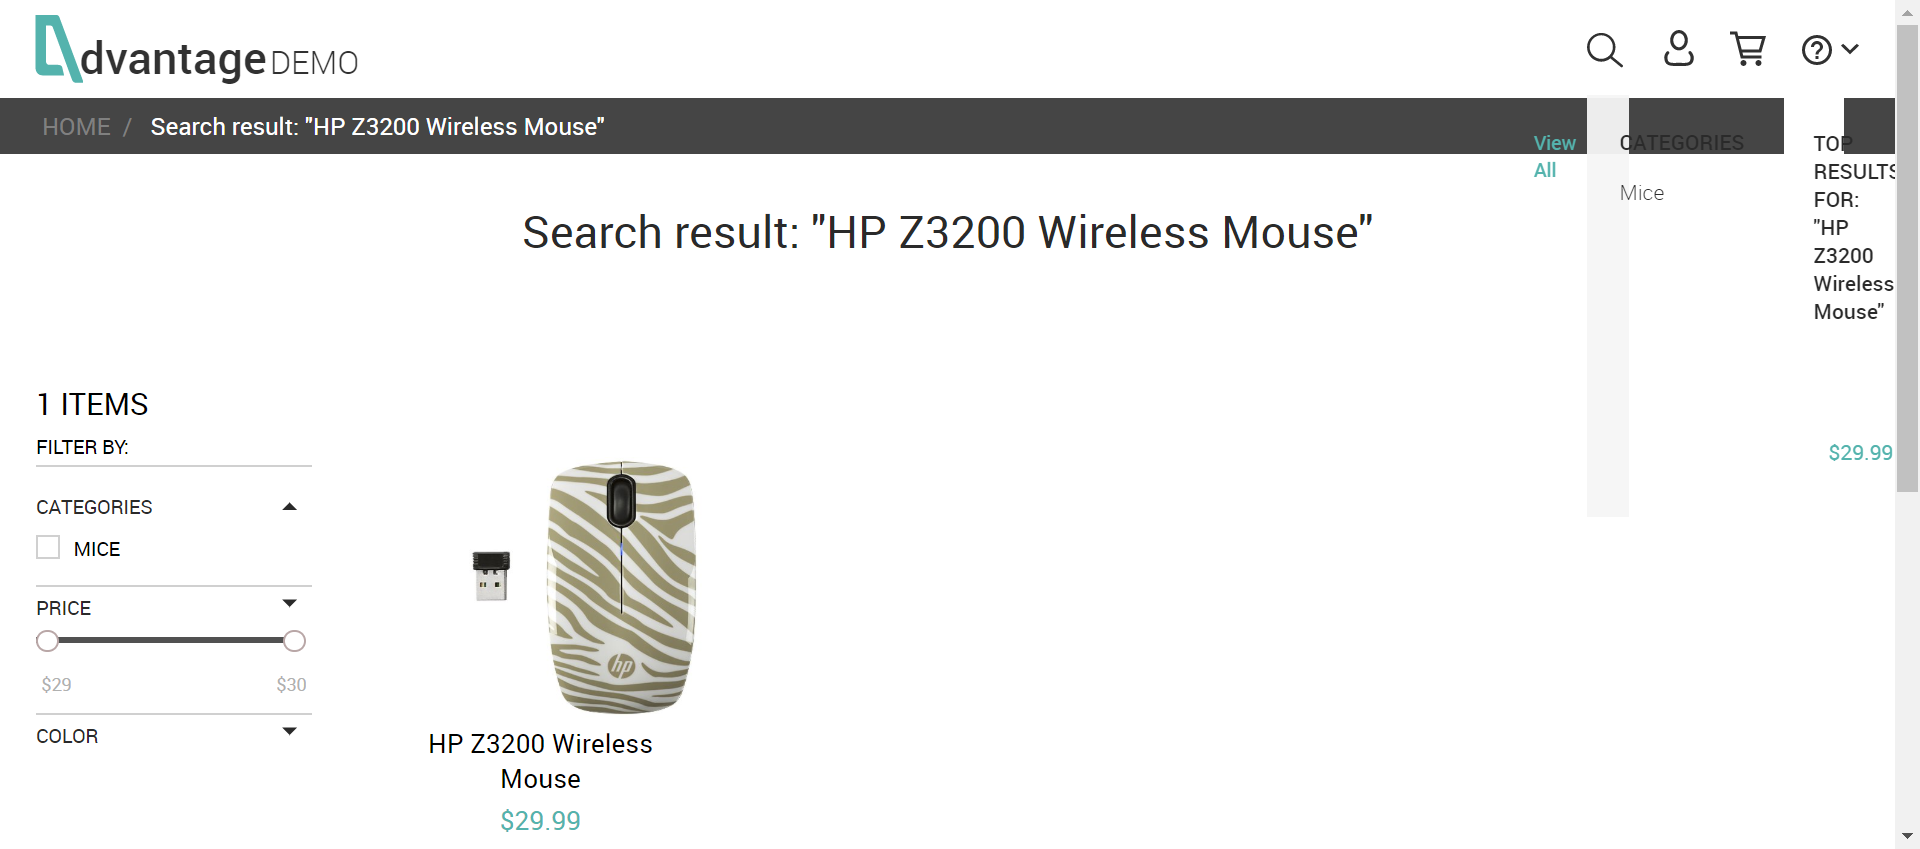 dvantage DEMO
HOME / Search result: "HP Z3200 Wireless Mouse"
View
All
CATEGORIES
Mice
TOP
RESULTS
FOR:
"HP
Z3200
Wireless
Mouse"
$29.99
Search result: "HP Z3200 Wireless Mouse"
1 ITEMS
FILTER BY:
CATEGORIES
MICE
PRICE
$29 $30
COLOR
hp
HP Z3200 Wireless
Mouse
$29.99